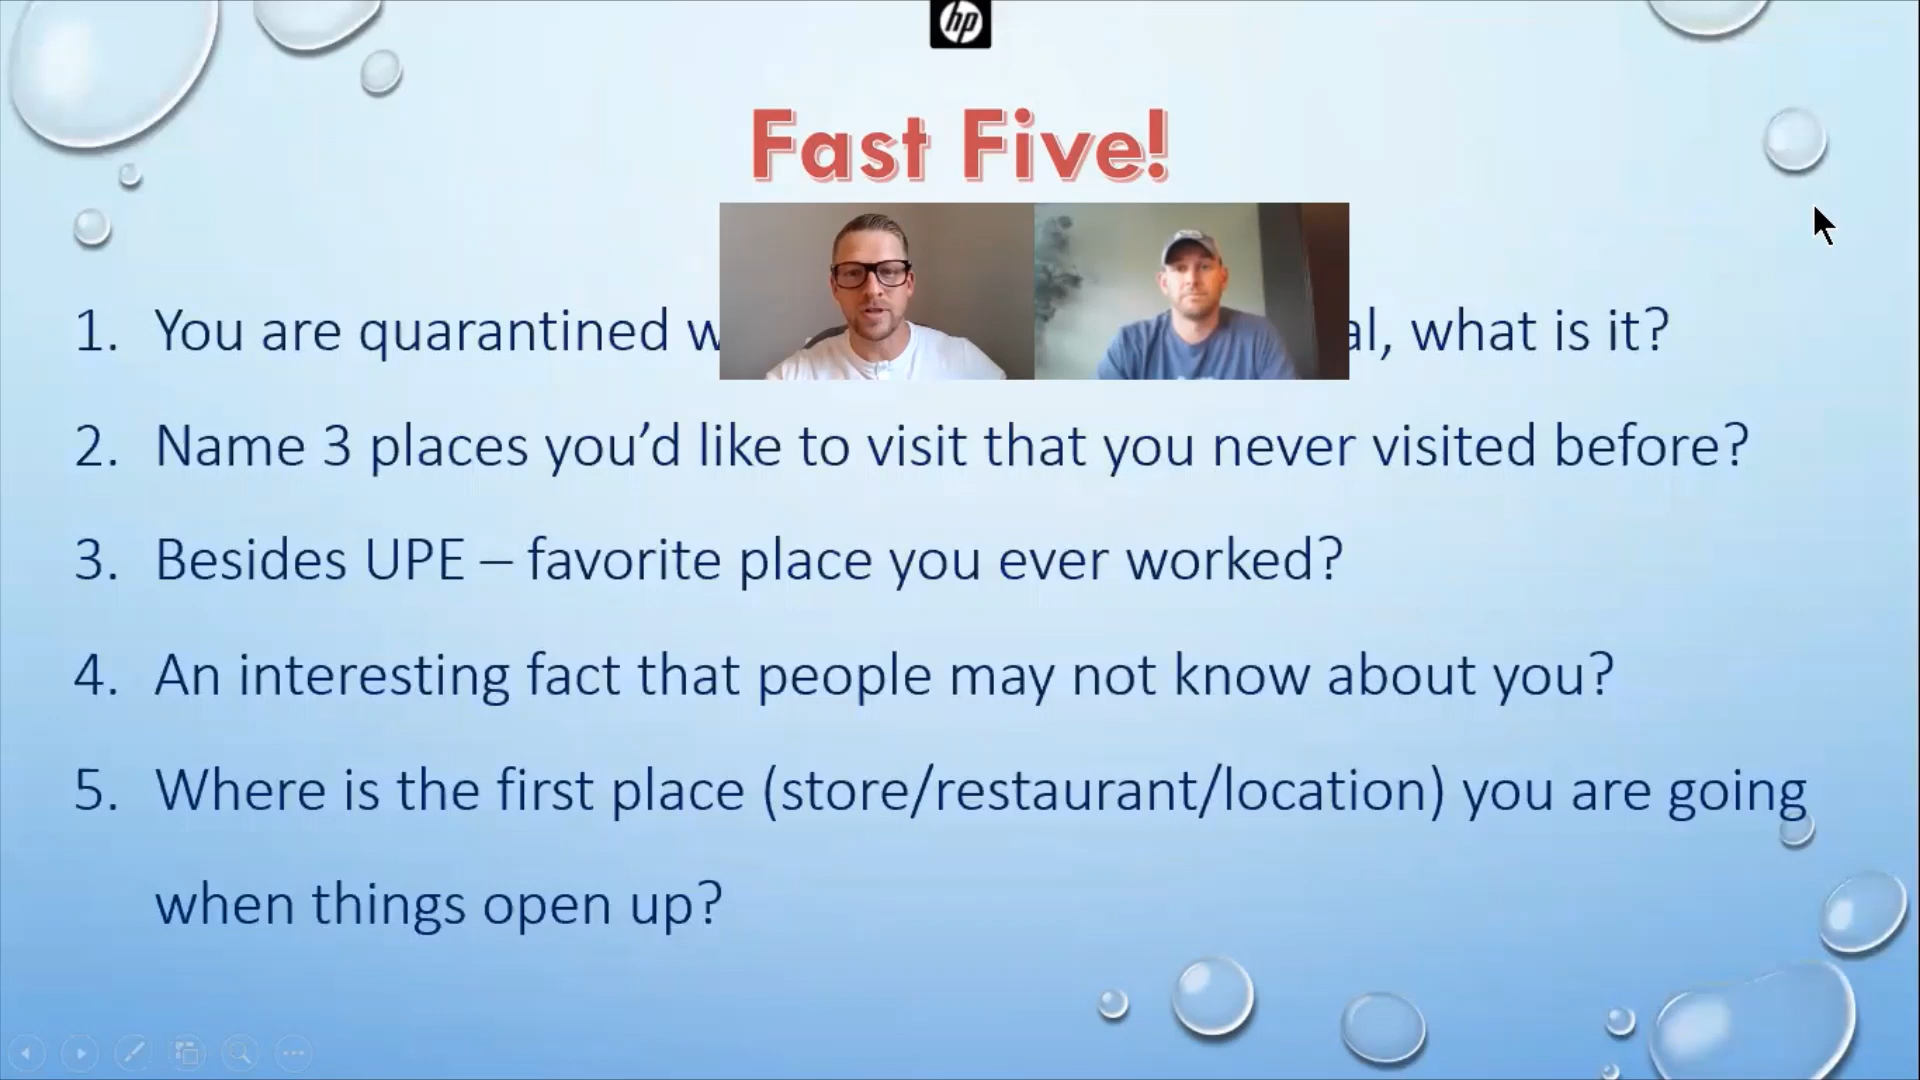 hp
Fast Five!
1. You are quarantined what is it?
2. Name 3 places you’d like to visit that you never visited before?
3. Besides UPE – favorite place you ever worked?
4. An interesting fact that people may not know about you?
5. Where is the first place (store/restaurant/location) you are going
when things open up?